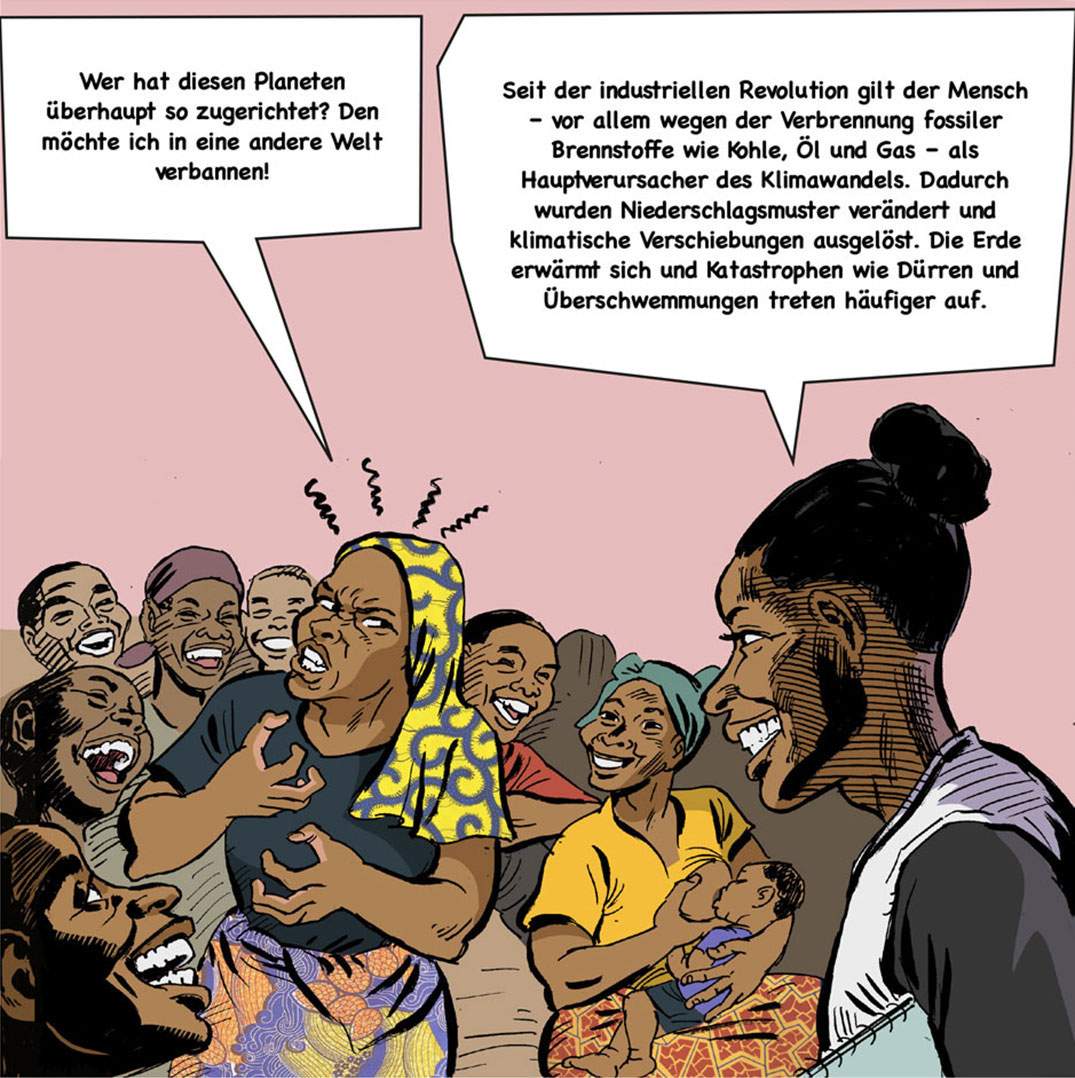 Wer hat diesen Planeten
überhaupt so zugerichtet? Den
möchte ich in eine andere Welt
verbannen!
Seit der industriellen Revolution gilt der Mensch
– vor allem wegen der Verbrennung fossiler
Brennstoffe wie Kohle, Öl und Gas – als
Hauptverursacher des Klimawandels. Dadurch
wurden Niederschlagsmuster verändert und
klimatische Verschiebungen ausgelöst. Die Erde
erwärmt sich und Katastrophen wie Dürren und
Überschwemmungen treten häufiger auf.